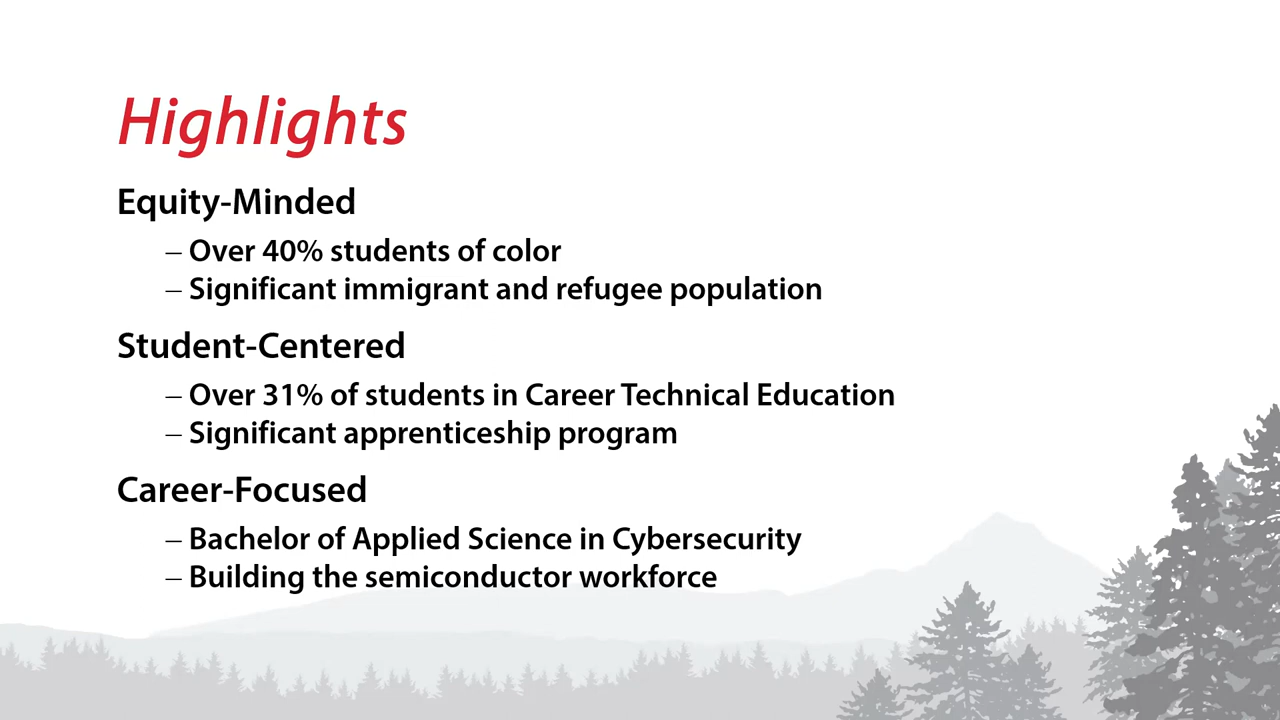 Highlights
Equity-Minded
– Over 40% students of color
– Significant immigrant and refugee population
Student-Centered
– Over 31% of students in Career Technical Education
– Significant apprenticeship program
Career-Focused
– Bachelor of Applied Science in Cybersecurity
– Building the semiconductor workforce